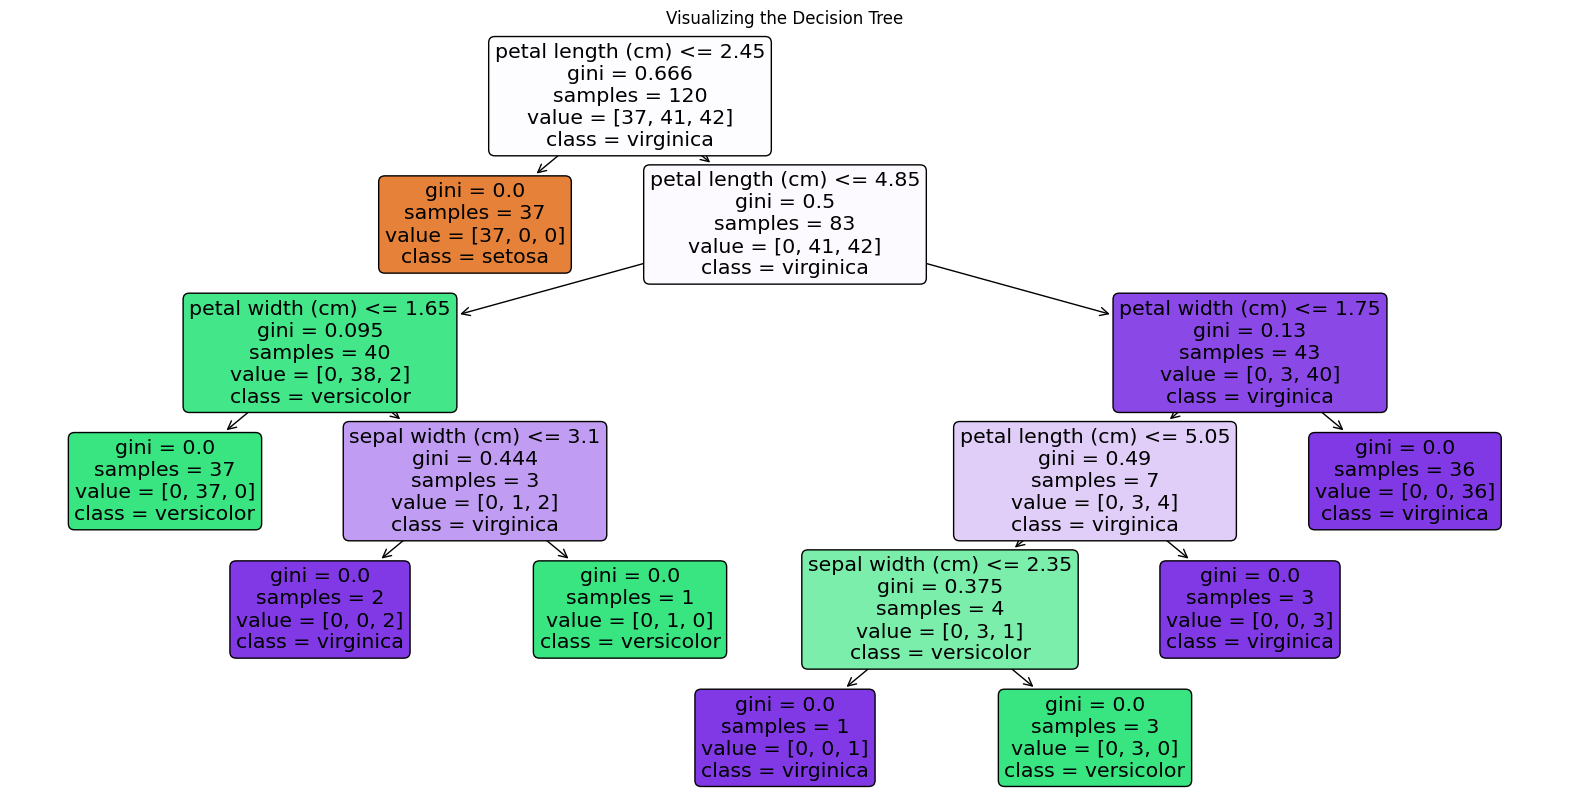 Visualizing the Decision Tree
petal length (cm) <= 2.45
gini = 0.666
samples = 120
value = [37, 41, 42]
class = virginica
gini = 0.0
samples = 37
value = [37, 0, 0]
class = setosa
petal length (cm) <= 4.85
gini = 0.5
samples = 83
value = [0, 41, 42]
class = virginica
petal width (cm) <= 1.65
gini = 0.095
samples = 40
value = [0, 38, 2]
class = versicolor
petal width (cm) <= 1.75
gini = 0.13
samples = 43
value = [0, 3, 40]
class = virginica
gini = 0.0
samples = 37
value = [0, 37, 0]
class = versicolor
sepal width (cm) <= 3.1
gini = 0.444
samples = 3
value = [0, 1, 2]
class = virginica
petal length (cm) <= 5.05
gini = 0.49
samples = 7
value = [0, 3, 4]
class = virginica
gini = 0.0
samples = 36
value = [0, 0, 36]
class = virginica
gini = 0.0
samples = 2
value = [0, 0, 2]
class = virginica
gini = 0.0
samples = 1
value = [0, 1, 0]
class = versicolor
sepal width (cm) <= 2.35
gini = 0.375
samples = 4
value = [0, 3, 1]
class = versicolor
gini = 0.0
samples = 3
value = [0, 0, 3]
class = virginica
gini = 0.0
samples = 1
value = [0, 0, 1]
class = virginica
gini = 0.0
samples = 3
value = [0, 3, 0]
class = versicolor